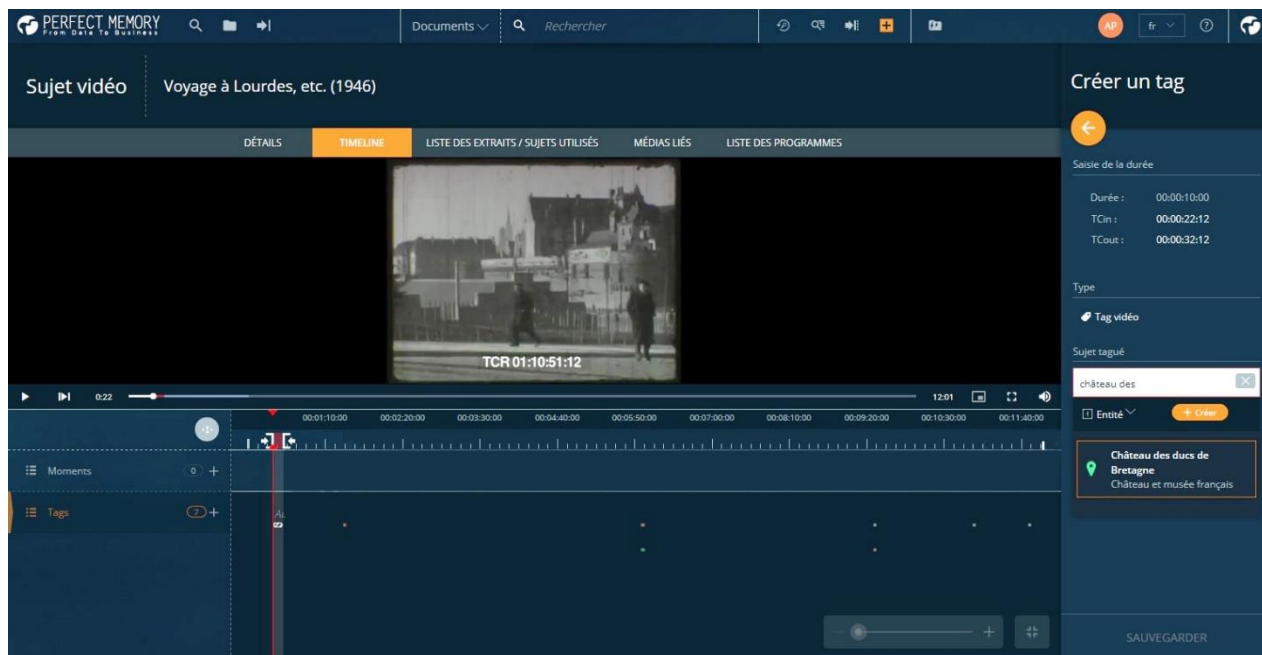 PERFECT MEMORY
From Data To Business
Documents
Rechercher
AP
fr
Sujet vidéo
Voyage à Lourdes, etc. (1946)
Créer un tag
DÉTAILS
TIMELINE
LISTE DES EXTRAITS / SUJETS UTILISÉS
MÉDIAS LIÉS
LISTE DES PROGRAMMES
Saisie de la durée
Durée : 00:00:10:00
TCin : 00:00:22:12
TCout : 00:00:32:12
Type
Tag vidéo
Sujet tagué
château des
Entité
+ Créer
Château des ducs de
Bretagne
Château et musée français
TCR 01:10:51:12
0:22
12:01
00:01:10:00 00:02:20:00 00:03:30:00 00:04:40:00 00:05:50:00 00:07:00:00 00:08:10:00 00:09:20:00 00:10:30:00 00:11:40:00
Moments 0 +
Tags 7 +
SAUVEGARDER